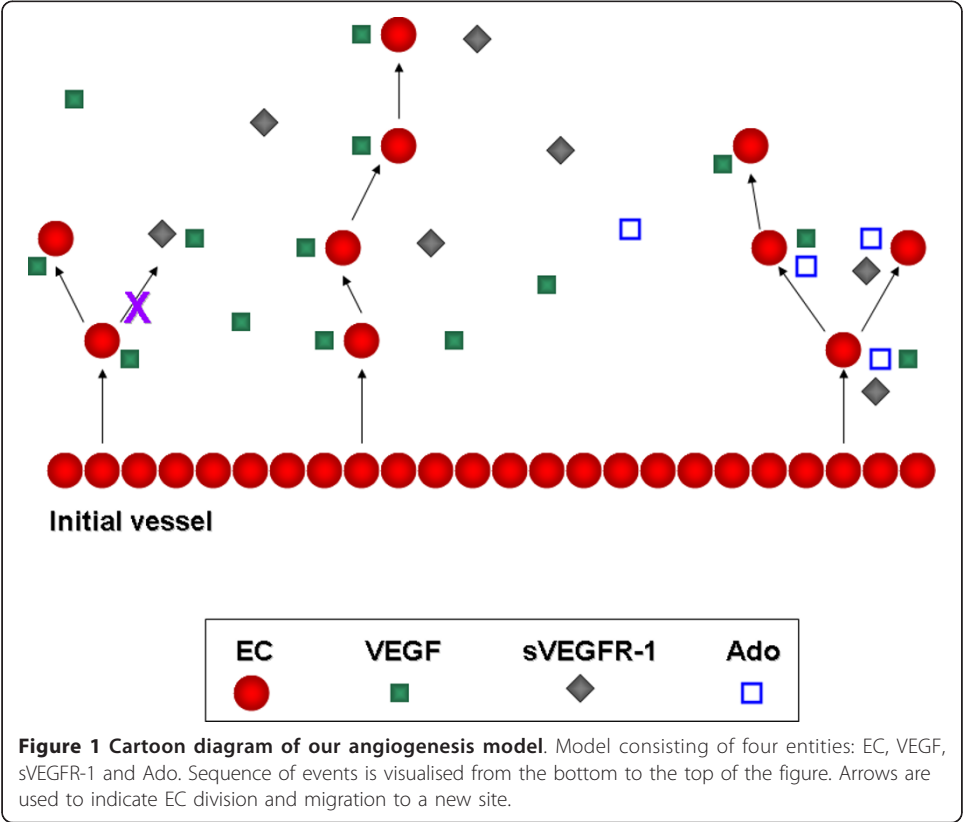 X
Initial vessel
EC VEGF sVEGFR-1 Ado
Figure 1 Cartoon diagram of our angiogenesis model. Model consisting of four entities: EC, VEGF,
sVEGFR-1 and Ado. Sequence of events is visualised from the bottom to the top of the figure. Arrows are
used to indicate EC division and migration to a new site.